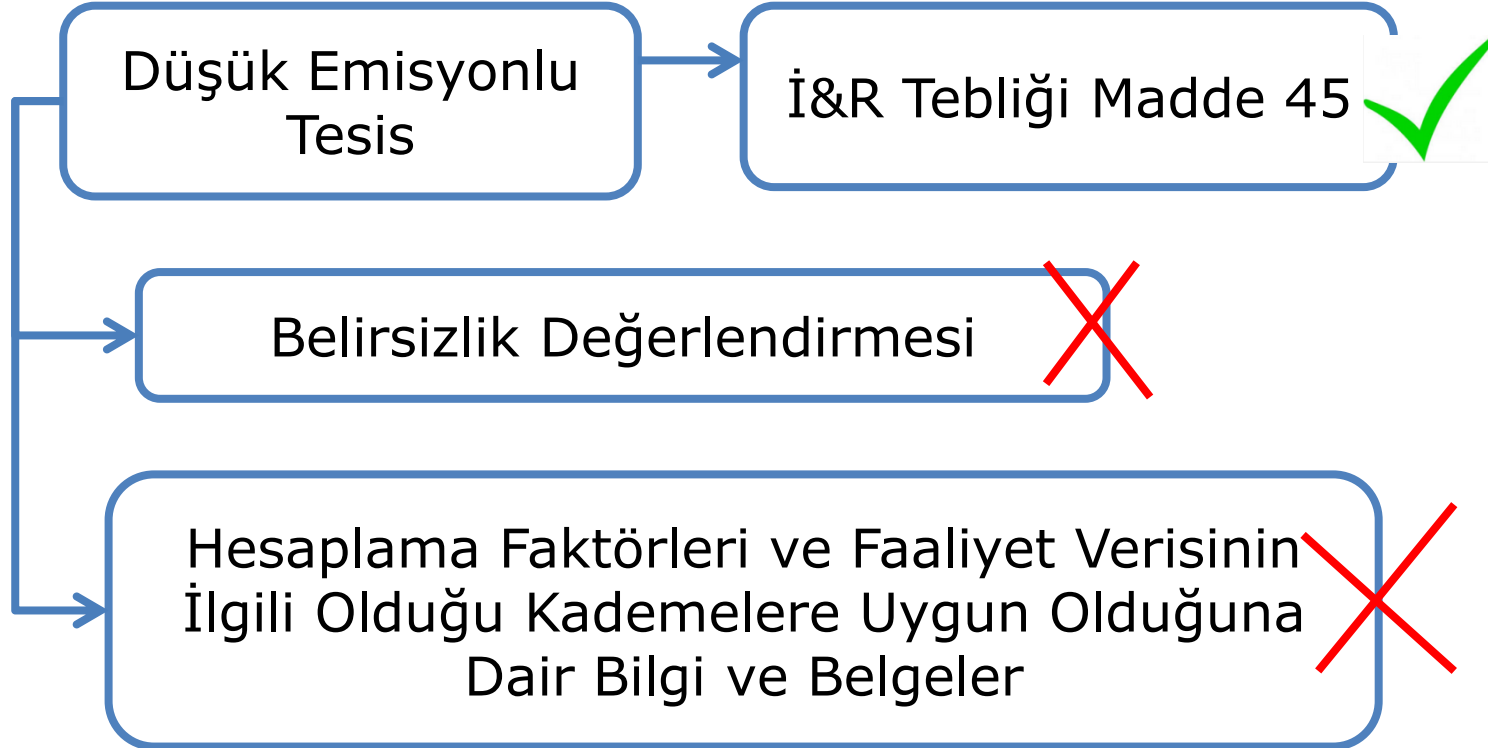 Düşük Emisyonlu
Tesis
İ&R Tebliği Madde 45
Belirsizlik Değerlendirmesi
Hesaplama Faktörleri ve Faaliyet Verisinin
İlgili Olduğu Kademelere Uygun Olduğuna
Dair Bilgi ve Belgeler